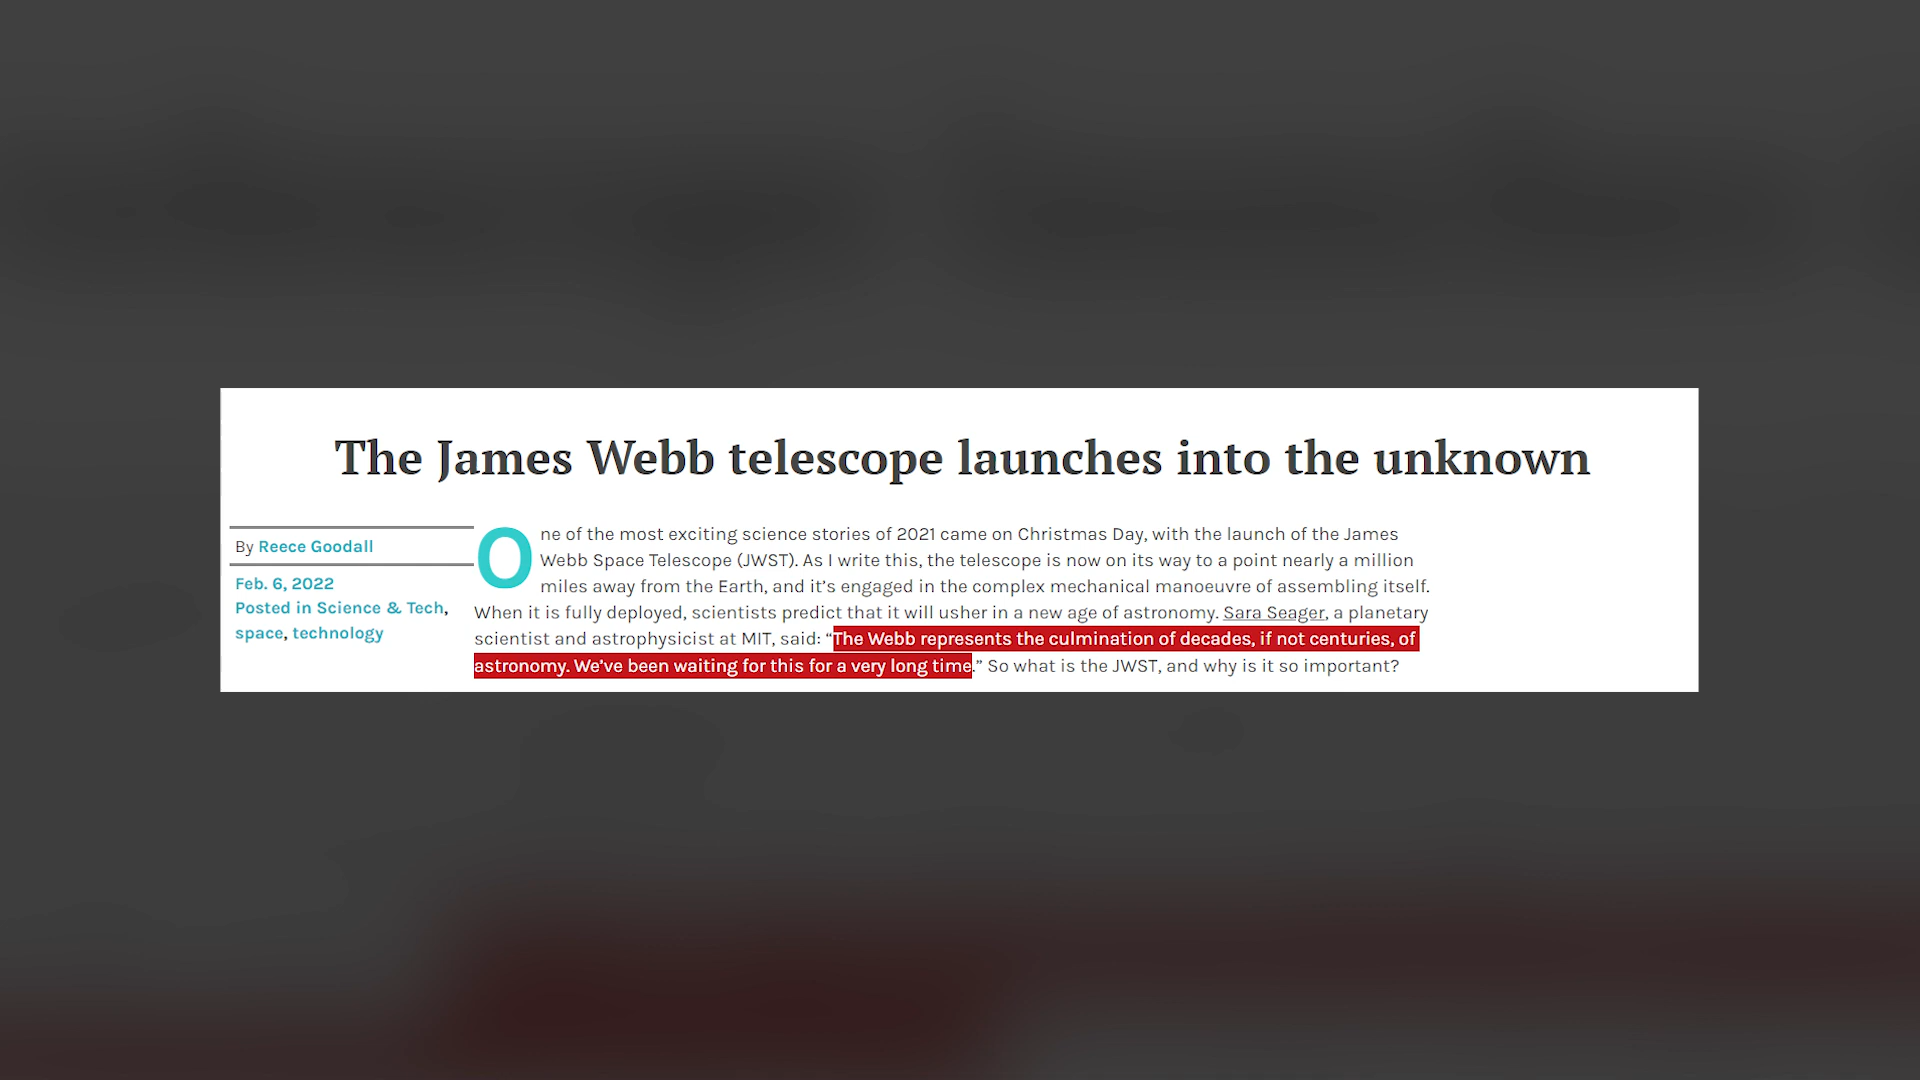 The James Webb telescope launches into the unknown
By Reece Goodall
Feb. 6, 2022
Posted in Science & Tech,
space, technology
One of the most exciting science stories of 2021 came on Christmas Day, with the launch of the James
Webb Space Telescope (JWST). As I write this, the telescope is now on its way to a point nearly a million
miles away from the Earth, and it’s engaged in the complex mechanical manoeuvre of assembling itself.
When it is fully deployed, scientists predict that it will usher in a new age of astronomy. Sara Seager, a planetary
scientist and astrophysicist at MIT, said: “The Webb represents the culmination of decades, if not centuries, of
astronomy. We’ve been waiting for this for a very long time.” So what is the JWST, and why is it so important?